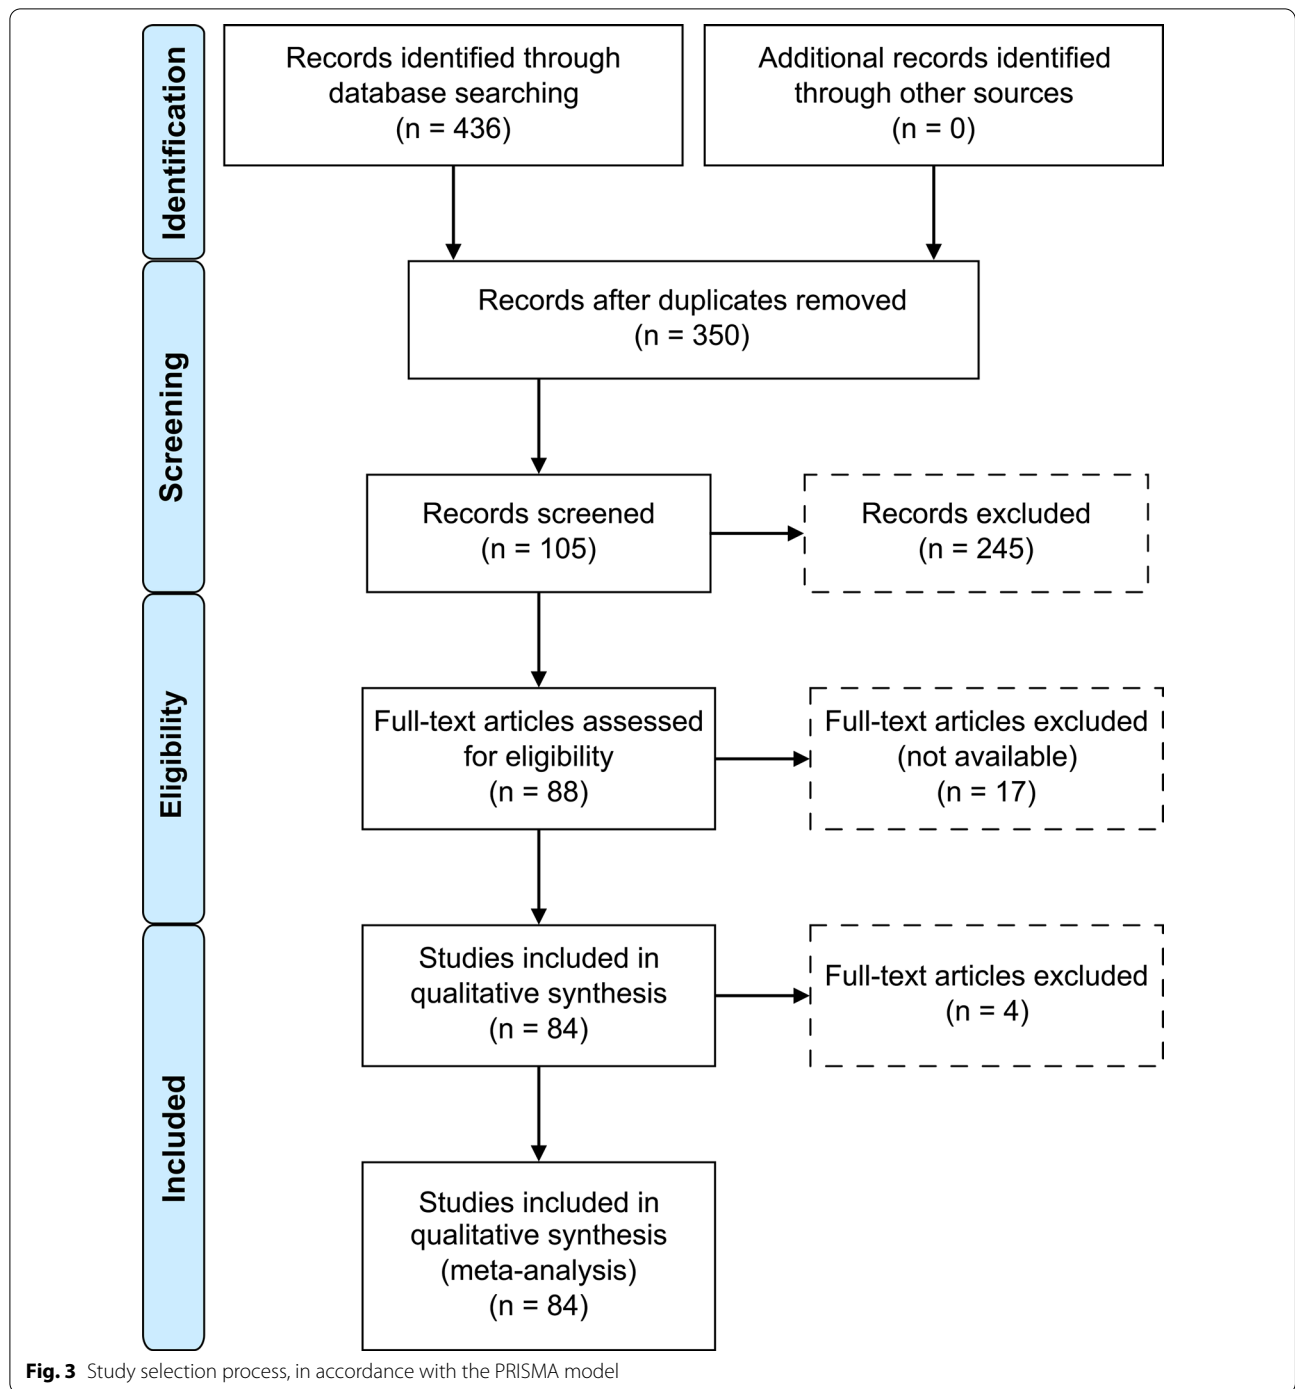 Identification
Records identified through
database searching
(n = 436)
Additional records identified
through other sources
(n = 0)
Screening
Records after duplicates removed
(n = 350)
Records screened
(n = 105)
Records excluded
(n = 245)
Eligibility
Full-text articles assessed
for eligibility
(n = 88)
Full-text articles excluded
(not available)
(n = 17)
Included
Studies included in
qualitative synthesis
(n = 84)
Full-text articles excluded
(n = 4)
Studies included in
qualitative synthesis
(meta-analysis)
(n = 84)
Fig. 3 Study selection process, in accordance with the PRISMA model